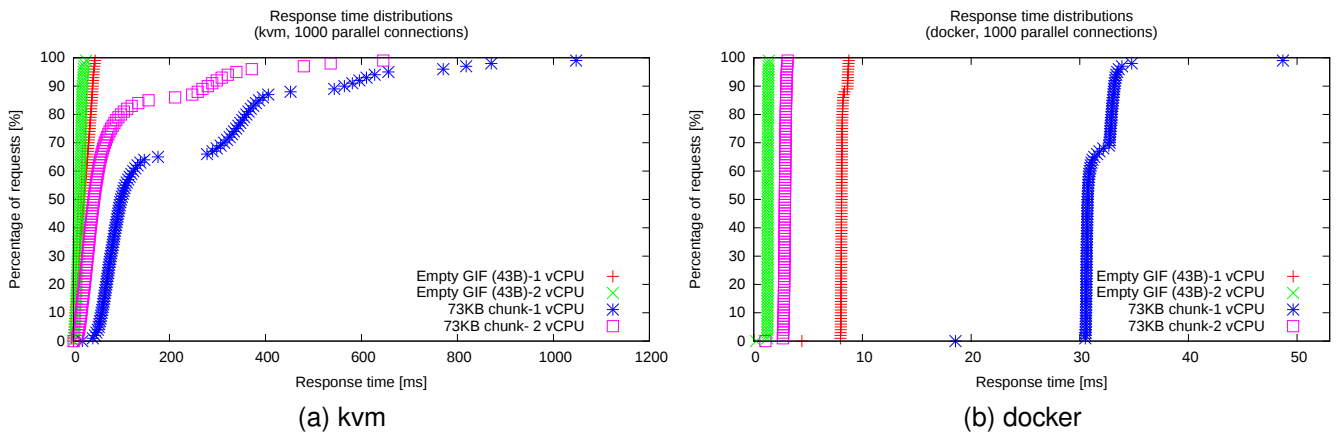 Response time distributions
(kvm, 1000 parallel connections)
Percentage of requests [%]
100
90
80
70
60
50
40
30
20
10
0
Empty GIF (43B)-1 vCPU
Empty GIF (43B)-2 vCPU
73KB chunk-1 vCPU
73KB chunk- 2 vCPU
0 200 400 600 800 1000 1200
Response time [ms]
(a) kvm
Response time distributions
(docker, 1000 parallel connections)
Percentage of requests [%]
100
90
80
70
60
50
40
30
20
10
0
Empty GIF (43B)-1 vCPU
Empty GIF (43B)-2 vCPU
73KB chunk-1 vCPU
73KB chunk-2 vCPU
0 10 20 30 40 50
Response time [ms]
(b) docker